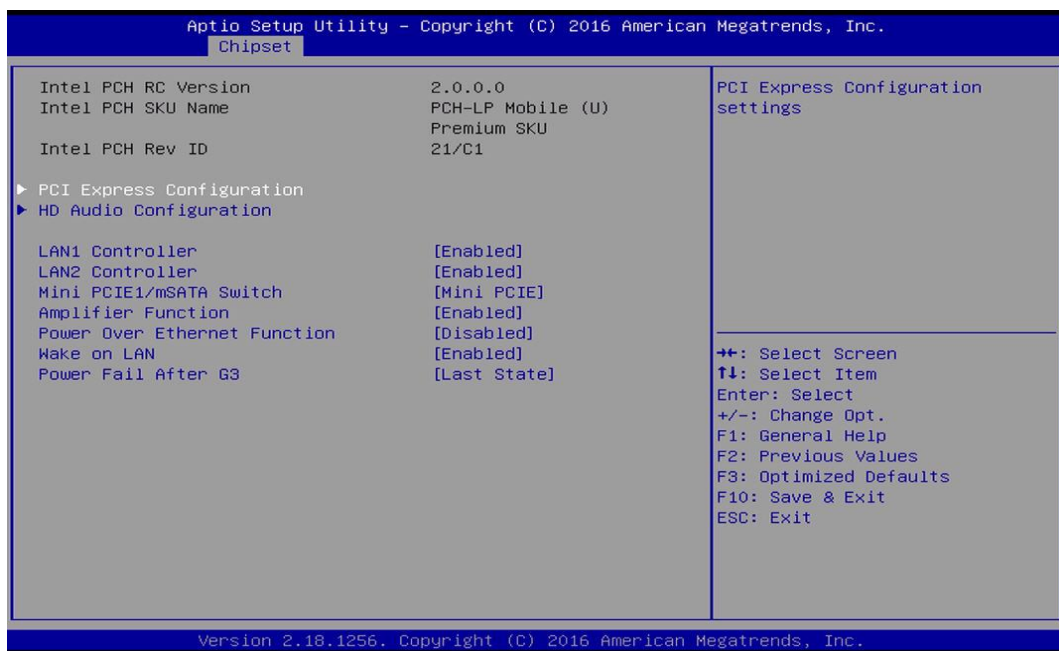 Aptio Setup Utility – Copyright (C) 2016 American Megatrends, Inc.
Chipset
Intel PCH RC Version 2.0.0.0
Intel PCH SKU Name PCH-LP Mobile (U)
Premium SKU
Intel PCH Rev ID 21/C1
▶ PCI Express Configuration
▶ HD Audio Configuration
LAN1 Controller [Enabled]
LAN2 Controller [Enabled]
Mini PCIE1/mSATA Switch [Mini PCIE]
Amplifier Function [Enabled]
Power Over Ethernet Function [Disabled]
Wake on LAN [Enabled]
Power Fail After G3 [Last State]
PCI Express Configuration
settings
→←: Select Screen
↑↓: Select Item
Enter: Select
+/-: Change Opt.
F1: General Help
F2: Previous Values
F3: Optimized Defaults
F10: Save & Exit
ESC: Exit
Version 2.18.1256. Copyright (C) 2016 American Megatrends, Inc.